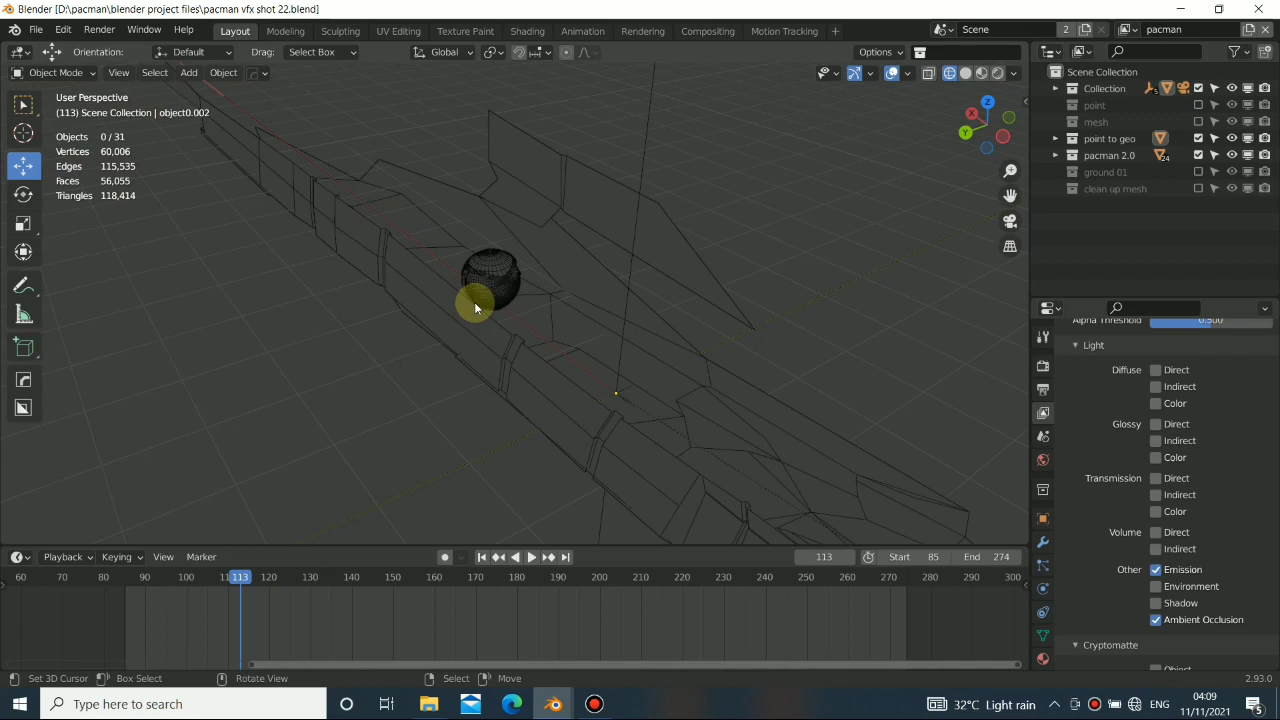 Blender [D:\pacman\blender project files\pacman vfx shot 22.blend]
File Edit Render Window Help Layout Modeling Sculpting UV Editing Texture Paint Shading Animation Rendering Compositing Motion Tracking + Scene 2 pacman
Orientation: Default Drag: Select Box Global Options
Object Mode View Select Add Object
User Perspective
(113) Scene Collection | object0.002
Objects 0 / 31
Vertices 60,006
Edges 115,535
Faces 56,055
Triangles 118,414
Z
X
Y
Scene Collection
Collection 5
point
mesh
point to geo
pacman 2.0 24
ground 01
clean up mesh
Alpha Threshold 0.500
Light
Diffuse Direct
Indirect
Color
Glossy Direct
Indirect
Color
Transmission Direct
Indirect
Color
Volume Direct
Indirect
Other Emission
Environment
Shadow
Ambient Occlusion
Cryptomatte
Object
Playback Keying View Marker 113 Start 85 End 274
60 70 80 90 100 11 113 120 130 140 150 160 170 180 190 200 210 220 230 240 250 260 270 280 290 300
Set 3D Cursor Box Select Rotate View Select Move 2.93.0
Type here to search 32°C Light rain ENG 04:09
11/11/2021 5